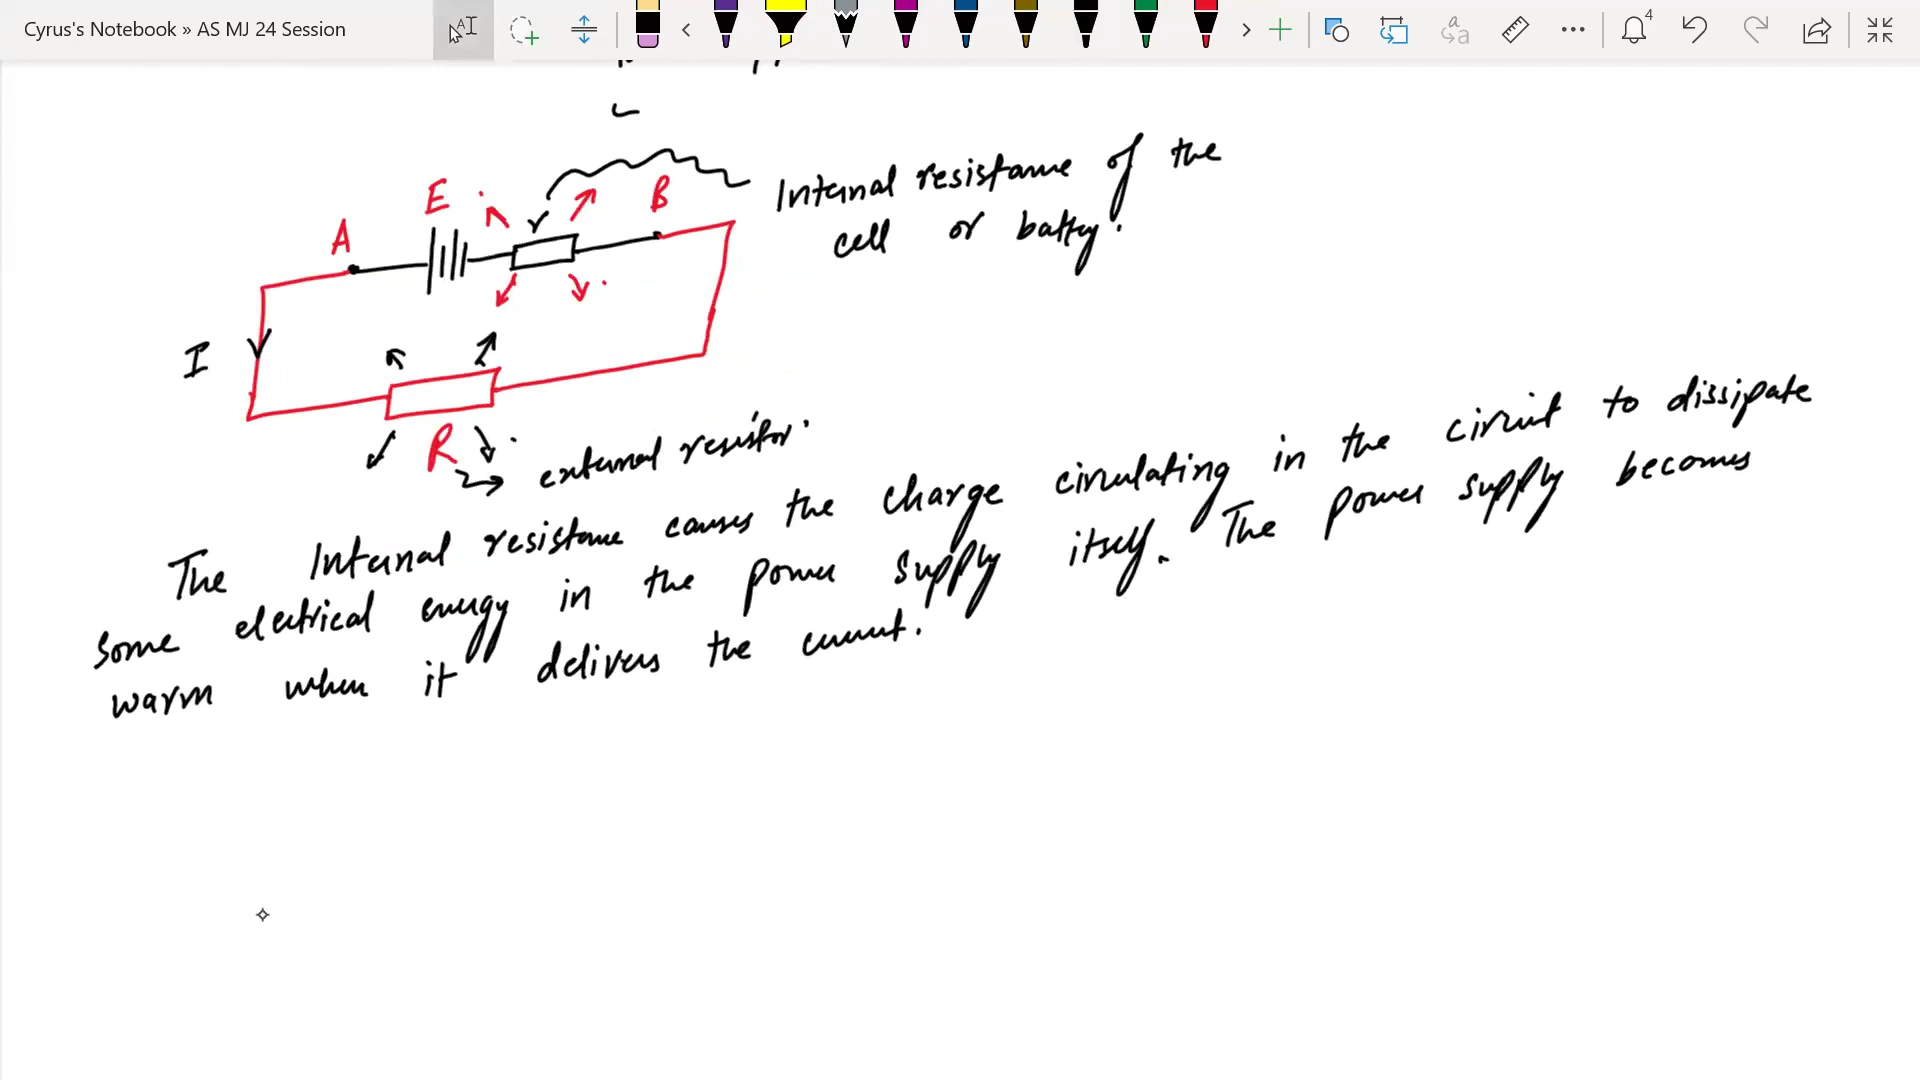 Cyrus's Notebook » AS MJ 24 Session
4
Internal resistance of the
cell or battery.
A E r B
I
R
external resistor.
The Internal resistance causes the charge circulating in the circuit to dissipate
some electrical energy in the power supply itself. The power supply becomes
warm when it delivers the current.